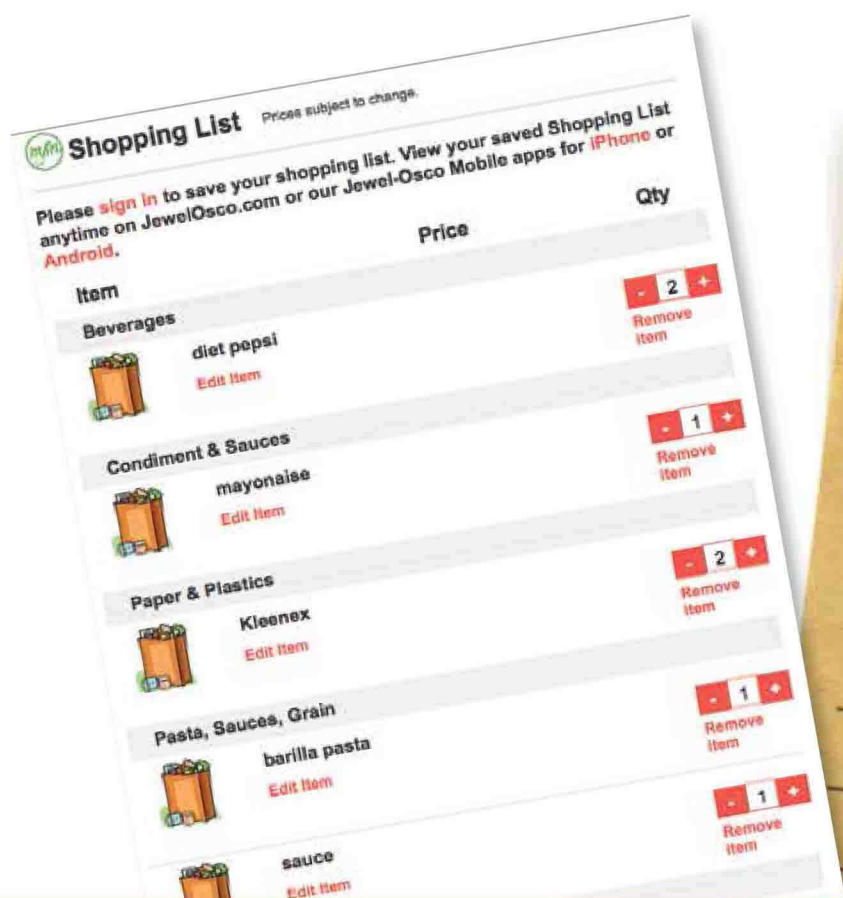 Shopping List Prices subject to change.
Please sign in to save your shopping list. View your saved Shopping List
anytime on JewelOsco.com or our Jewel-Osco Mobile apps for iPhone or
Android.
Item Price Qty
Beverages
diet pepsi - 2 +
Edit Item Remove
item
Condiment & Sauces
mayonaise - 1 +
Edit Item Remove
item
Paper & Plastics
Kleenex - 2 +
Edit Item Remove
item
Pasta, Sauces, Grain
barilla pasta - 1 +
Edit Item Remove
item
sauce - 1 +
Edit Item Remove
item